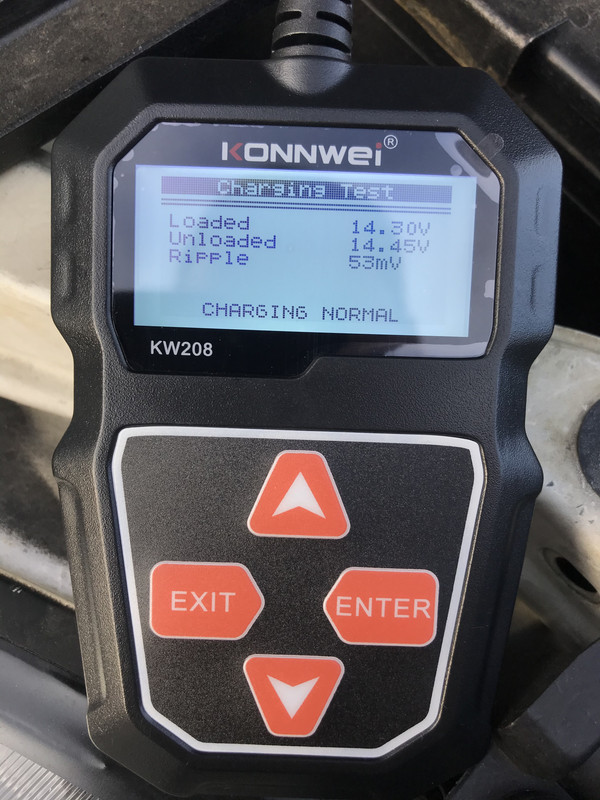 KONNWEI®
Charging Test
Loaded 14.30V
Unloaded 14.45V
Ripple 53mV
CHARGING NORMAL
KW208
EXIT
ENTER